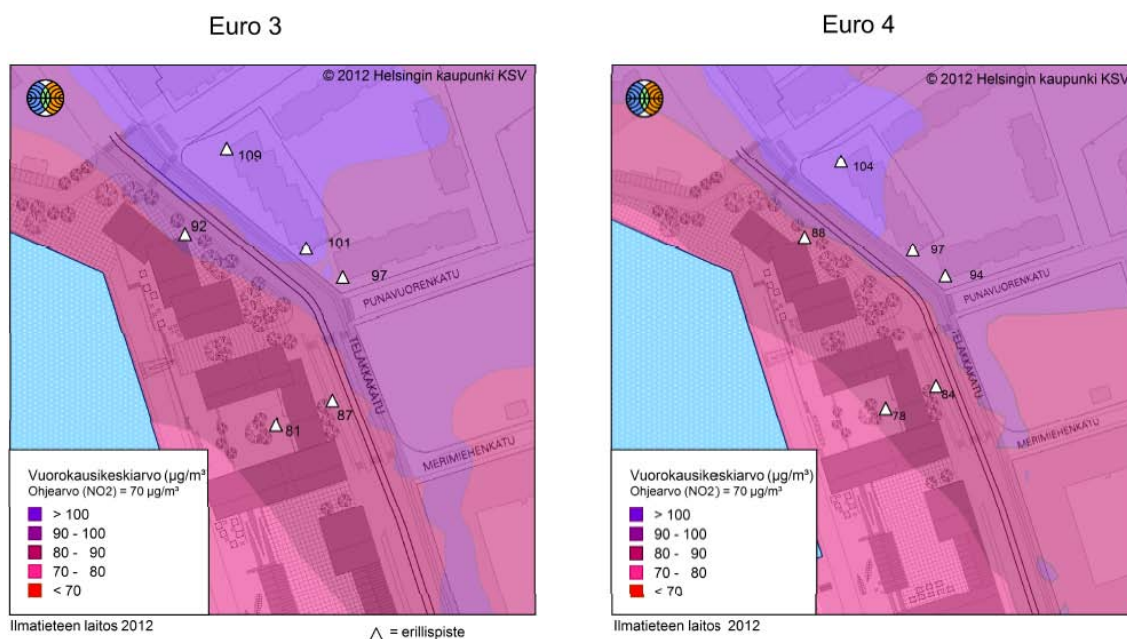 Euro 3
© 2012 Helsingin kaupunki KSV
109
92
101
97
PUNAVUORENKATU
TELAKKAKATU
87
81
MERIMIEHENKATU
Vuorokausikeskiarvo (µg/m³)
Ohjearvo (NO2) = 70 µg/m³
> 100
90 - 100
80 - 90
70 - 80
< 70
Ilmatieteen laitos 2012
= erillispiste
Euro 4
© 2012 Helsingin kaupunki KSV
104
88
97
94
PUNAVUORENKATU
TELAKKAKATU
84
78
MERIMIEHENKATU
Vuorokausikeskiarvo (µg/m³)
Ohjearvo (NO2) = 70 µg/m³
> 100
90 - 100
80 - 90
70 - 80
< 70
Ilmatieteen laitos 2012